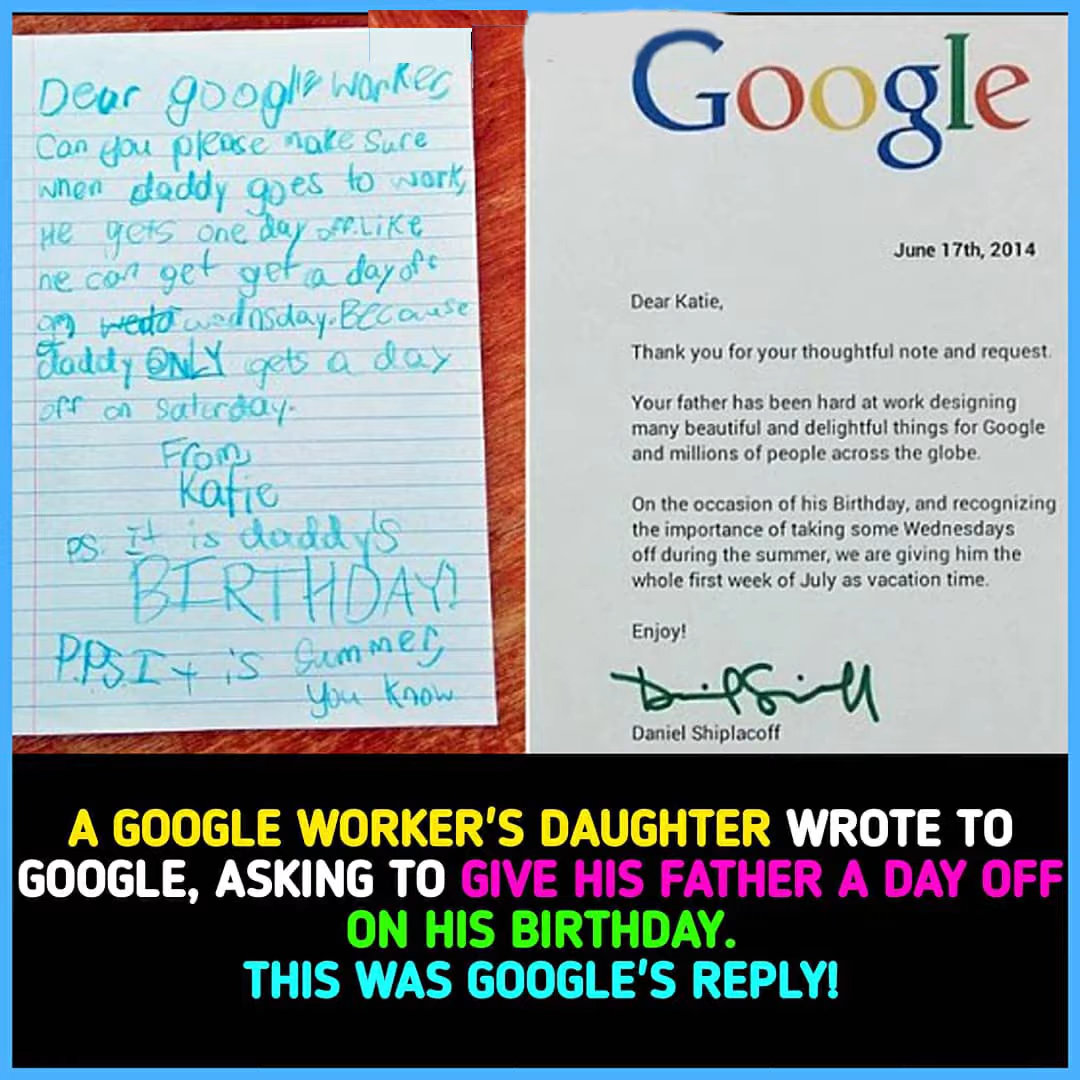 Dear google worker,
Can you please make sure
when daddy goes to work,
He gets one day off. Like
he can get get a day off
on wednsday. Because
daddy ONLY gets a day
off on saturday.
From,
Katie
P.S. It is daddy's
BIRTHDAY!
P.P.S. It is summer,
you know
Google
June 17th, 2014
Dear Katie,
Thank you for your thoughtful note and request.
Your father has been hard at work designing
many beautiful and delightful things for Google
and millions of people across the globe.
On the occasion of his Birthday, and recognizing
the importance of taking some Wednesdays
off during the summer, we are giving him the
whole first week of July as vacation time.
Enjoy!
Daniel Shiplacoff
A GOOGLE WORKER'S DAUGHTER WROTE TO
GOOGLE, ASKING TO GIVE HIS FATHER A DAY OFF
ON HIS BIRTHDAY.
THIS WAS GOOGLE'S REPLY!